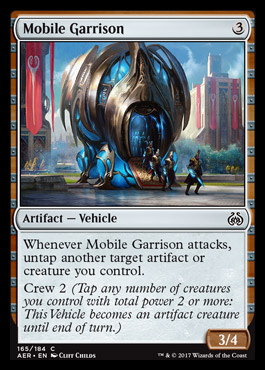 Mobile Garrison 3
Artifact — Vehicle
Whenever Mobile Garrison attacks,
untap another target artifact or
creature you control.
Crew 2 (Tap any number of creatures
you control with total power 2 or more:
This Vehicle becomes an artifact creature
until end of turn.)
3/4
165/184 C
AER • EN CLIFF CHILDS
™ & © 2017 Wizards of the Coast